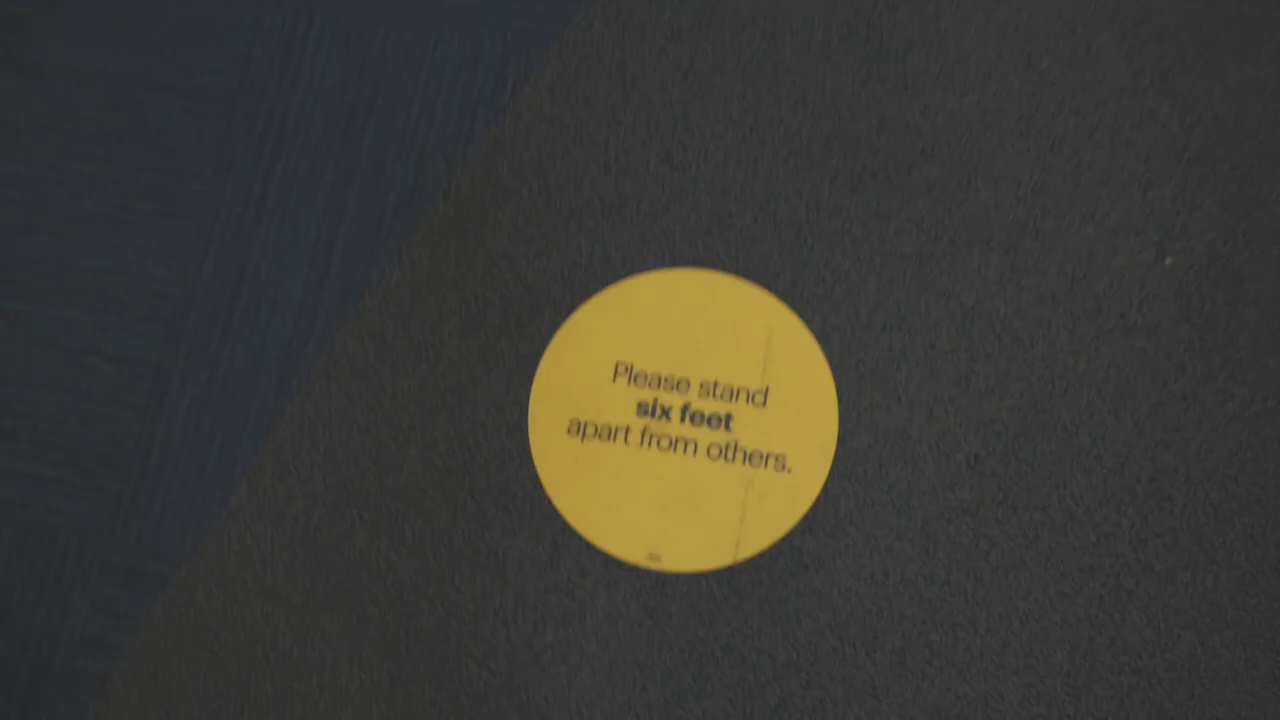 Please stand
six feet
apart from others.